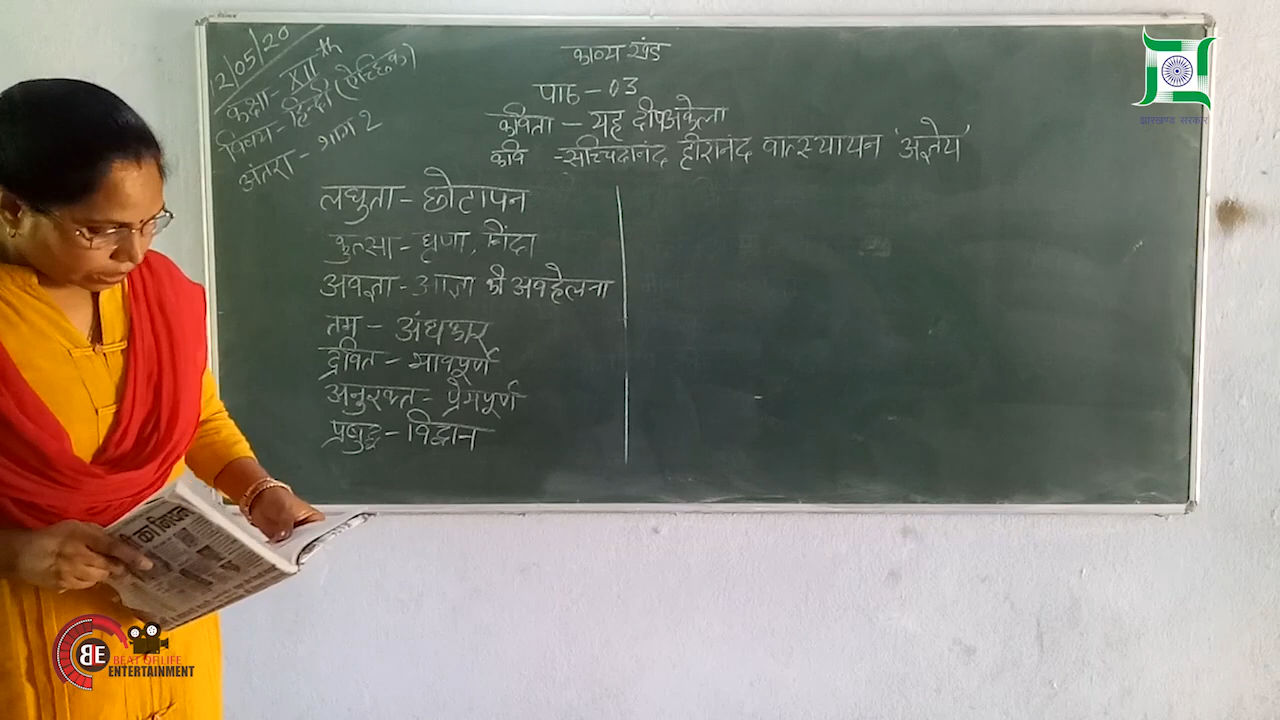 12/05/20
कक्षा - XII th
विषय - हिन्दी (ऐच्छिक)
अंतरा - भाग 2
काव्य खंड
पाठ - 03
कविता - यह दीप अकेला
कवि - सच्चिदानंद हीरानंद वात्स्यायन 'अज्ञेय'
लघुता - छोटापन
कुत्सा - घृणा, निंदा
अवज्ञा - आज्ञा की अवहेलना
तम - अंधकार
द्रवित - भावपूर्ण
अनुरक्त - प्रेमपूर्ण
प्रबुद्ध - विद्वान
झारखण्ड सरकार
BE
BEAT OF LIFE
ENTERTAINMENT